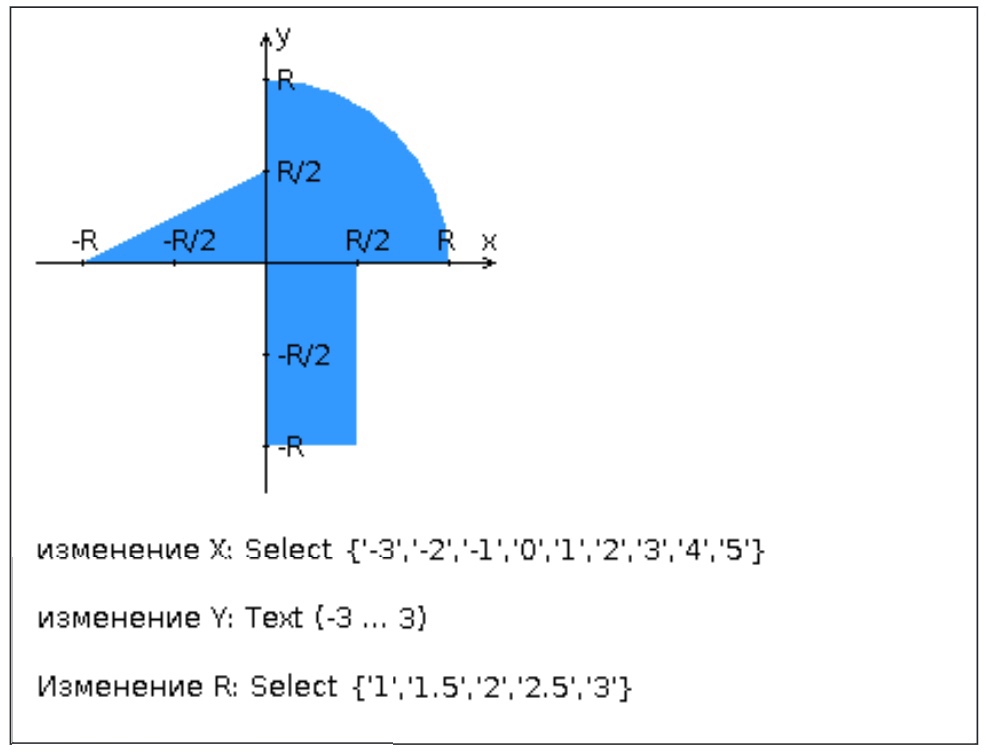 y
R
R/2
-R -R/2 R/2 R x
-R/2
-R
изменение X: Select {'-3','-2','-1','0','1','2','3','4','5'}
изменение Y: Text (-3 ... 3)
Изменение R: Select {'1','1.5','2','2.5','3'}